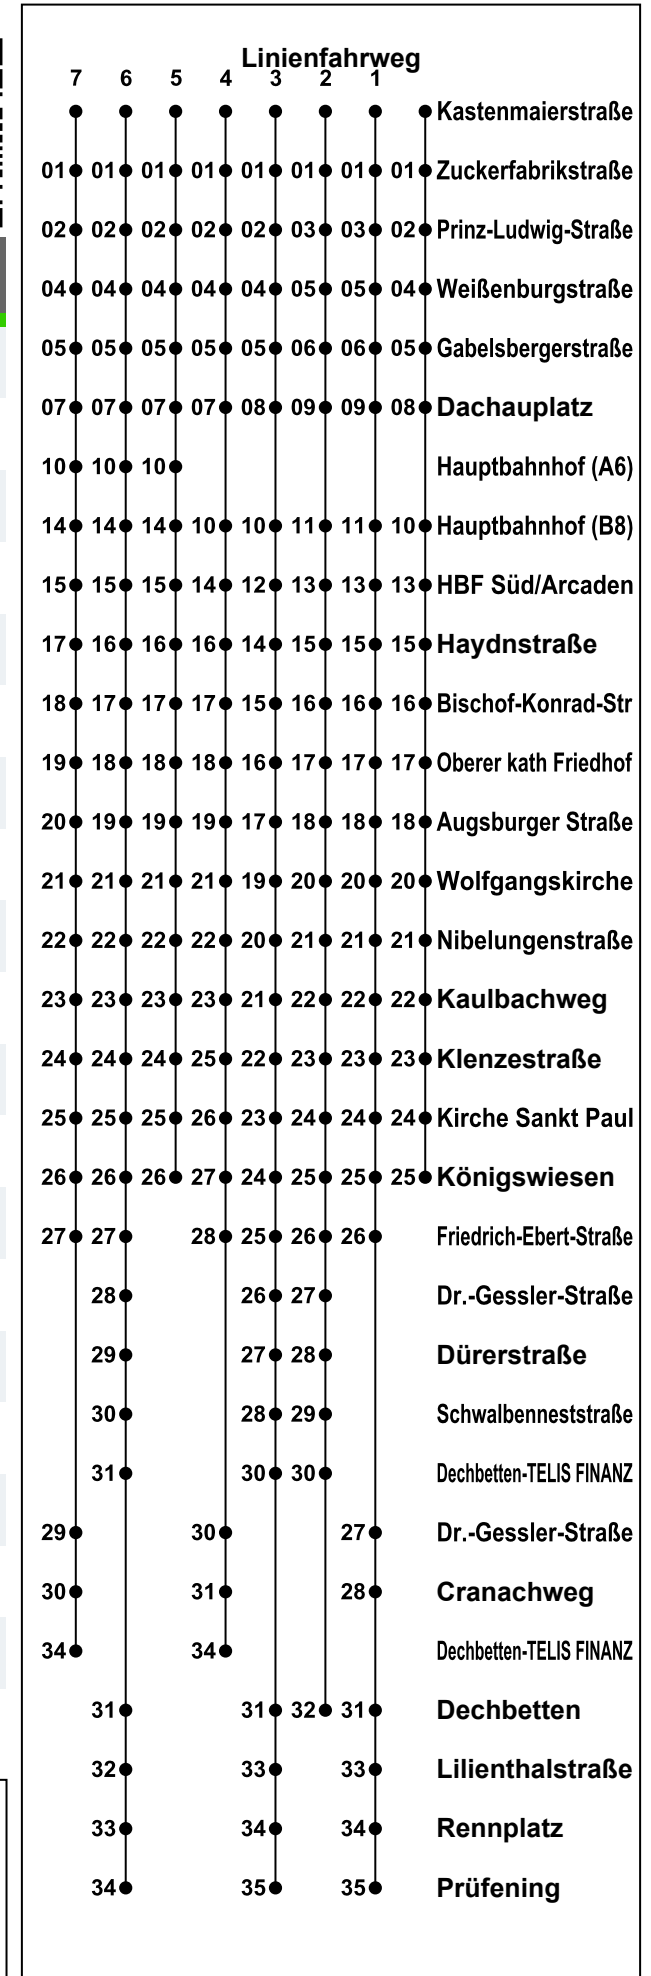 Linienfahrweg
7 6 5 4 3 2 1
Kastenmaierstraße
01 01 01 01 01 01 01 01 Zuckerfabrikstraße
02 02 02 02 02 03 03 02 Prinz-Ludwig-Straße
04 04 04 04 04 05 05 04 Weißenburgstraße
05 05 05 05 05 06 06 05 Gabelsbergerstraße
07 07 07 07 08 09 09 08 Dachauplatz
10 10 10 Hauptbahnhof (A6)
14 14 14 10 10 11 11 10 Hauptbahnhof (B8)
15 15 15 14 12 13 13 13 HBF Süd/Arcaden
17 16 16 16 14 15 15 15 Haydnstraße
18 17 17 17 15 16 16 16 Bischof-Konrad-Str
19 18 18 18 16 17 17 17 Oberer kath Friedhof
20 19 19 19 17 18 18 18 Augsburger Straße
21 21 21 21 19 20 20 20 Wolfgangskirche
22 22 22 22 20 21 21 21 Nibelungenstraße
23 23 23 23 21 22 22 22 Kaulbachweg
24 24 24 25 22 23 23 23 Klenzestraße
25 25 25 26 23 24 24 24 Kirche Sankt Paul
26 26 26 27 24 25 25 25 Königswiesen
27 27 28 25 26 26 Friedrich-Ebert-Straße
28 26 27 Dr.-Gessler-Straße
29 27 28 Dürerstraße
30 28 29 Schwalbenneststraße
31 30 30 Dechbetten-TELIS FINANZ
29 30 27 Dr.-Gessler-Straße
30 31 28 Cranachweg
34 34 Dechbetten-TELIS FINANZ
31 31 32 31 Dechbetten
32 33 33 Lilienthalstraße
33 34 34 Rennplatz
34 35 35 Prüfening